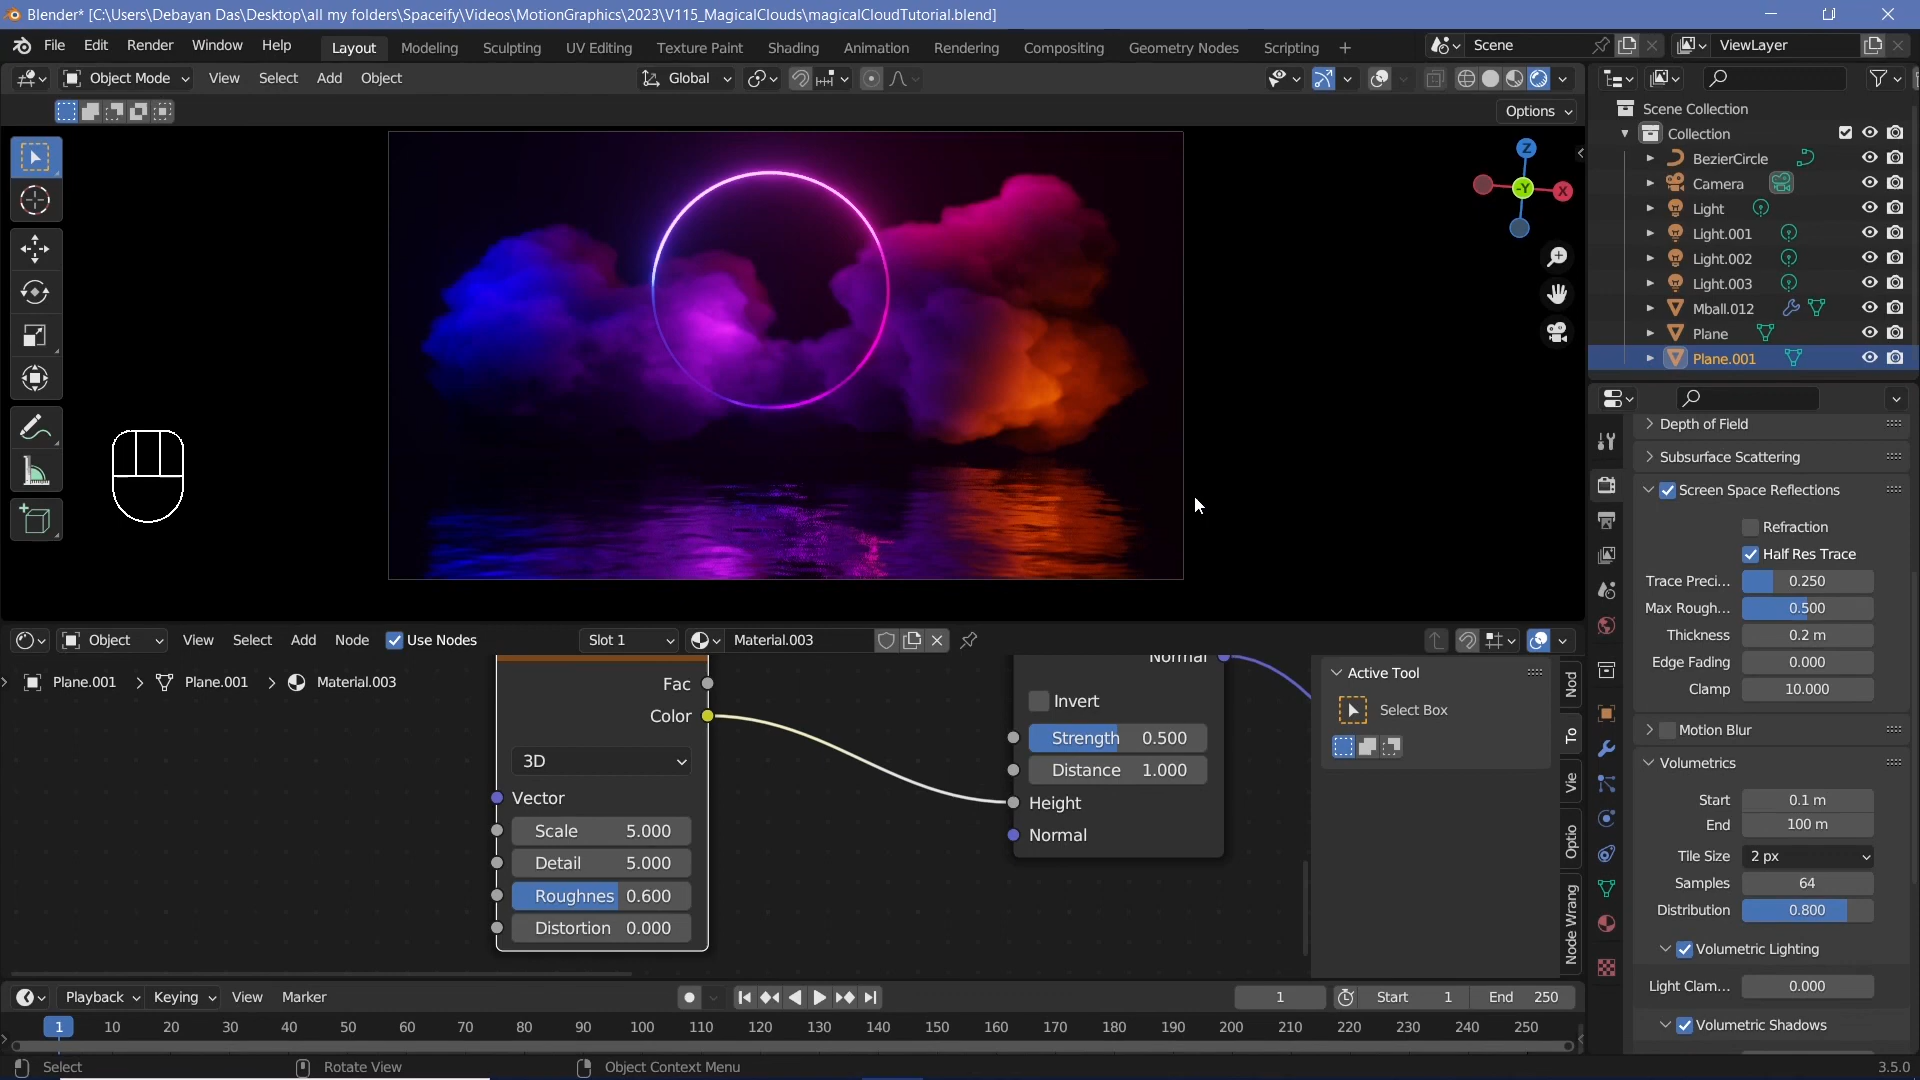 Blender* [C:\Users\Debayan Das\Desktop\all my folders\Spaceify\Videos\MotionGraphics\2023\V115_MagicalClouds\magicalCloudTutorial.blend]
File Edit Render Window Help Layout Modeling Sculpting UV Editing Texture Paint Shading Animation Rendering Compositing Geometry Nodes Scripting + Scene ViewLayer
Object Mode View Select Add Object Global
Options
Scene Collection
Collection
BezierCircle
Camera
Light
Light.001
Light.002
Light.003
Mball.012
Plane
Plane.001
Z
-Y
X
Depth of Field
Subsurface Scattering
Screen Space Reflections
Refraction
Half Res Trace
Trace Preci... 0.250
Max Rough... 0.500
Thickness 0.2 m
Edge Fading 0.000
Clamp 10.000
Motion Blur
Volumetrics
Start 0.1 m
End 100 m
Tile Size 2 px
Samples 64
Distribution 0.800
Volumetric Lighting
Light Clam... 0.000
Volumetric Shadows
Object View Select Add Node Use Nodes Slot 1 Material.003
Plane.001 > Plane.001 > Material.003
Fac
Color
3D
Vector
Scale 5.000
Detail 5.000
Roughnes 0.600
Distortion 0.000
Normal
Invert
Strength 0.500
Distance 1.000
Height
Normal
Active Tool
Select Box
Nod
To
Vie
Optio
Node Wrang
Playback Keying View Marker 1 Start 1 End 250
1 10 20 30 40 50 60 70 80 90 100 110 120 130 140 150 160 170 180 190 200 210 220 230 240 250
Select Rotate View Object Context Menu 3.5.0